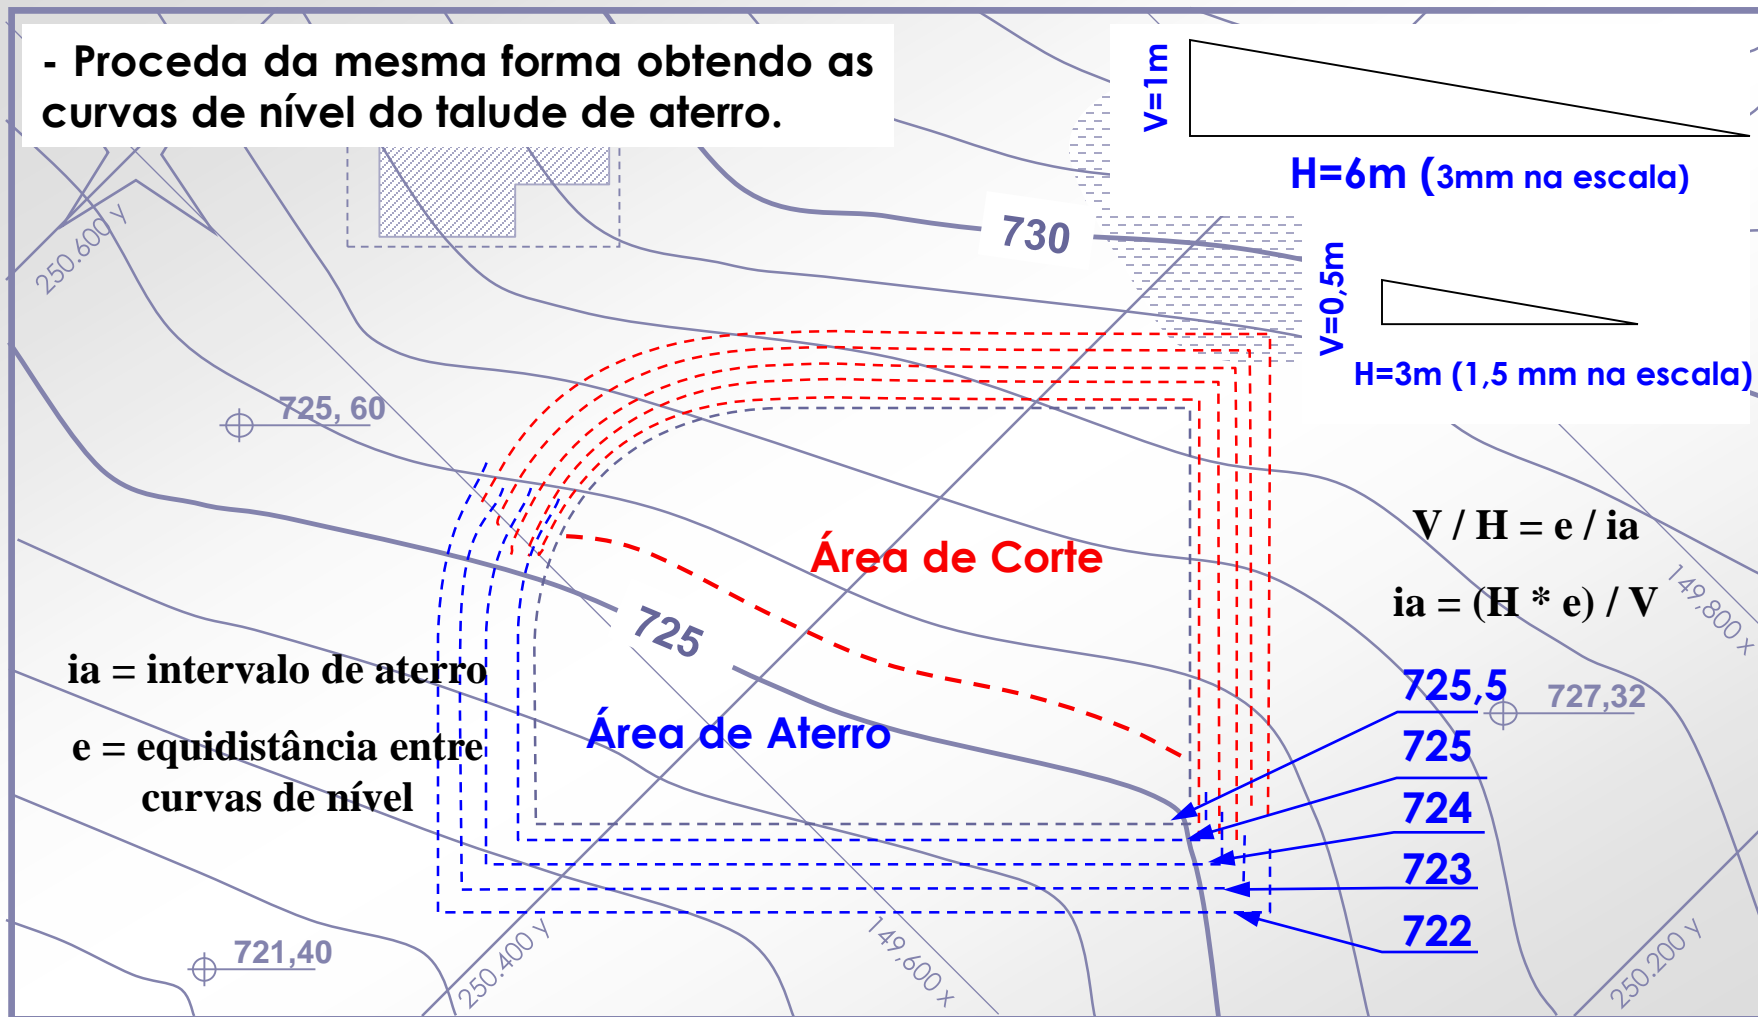 - Proceda da mesma forma obtendo as
curvas de nível do talude de aterro.
V=1m
H=6m (3mm na escala)
V=0,5m
H=3m (1,5 mm na escala)
730
250.600 y
725, 60
Área de Corte
V / H = e / ia
ia = (H * e) / V
149,800 x
725
ia = intervalo de aterro
e = equidistância entre
curvas de nível
Área de Aterro
725,5
727,32
725
724
723
722
721,40
250.400 y
149,600 x
250.200 y